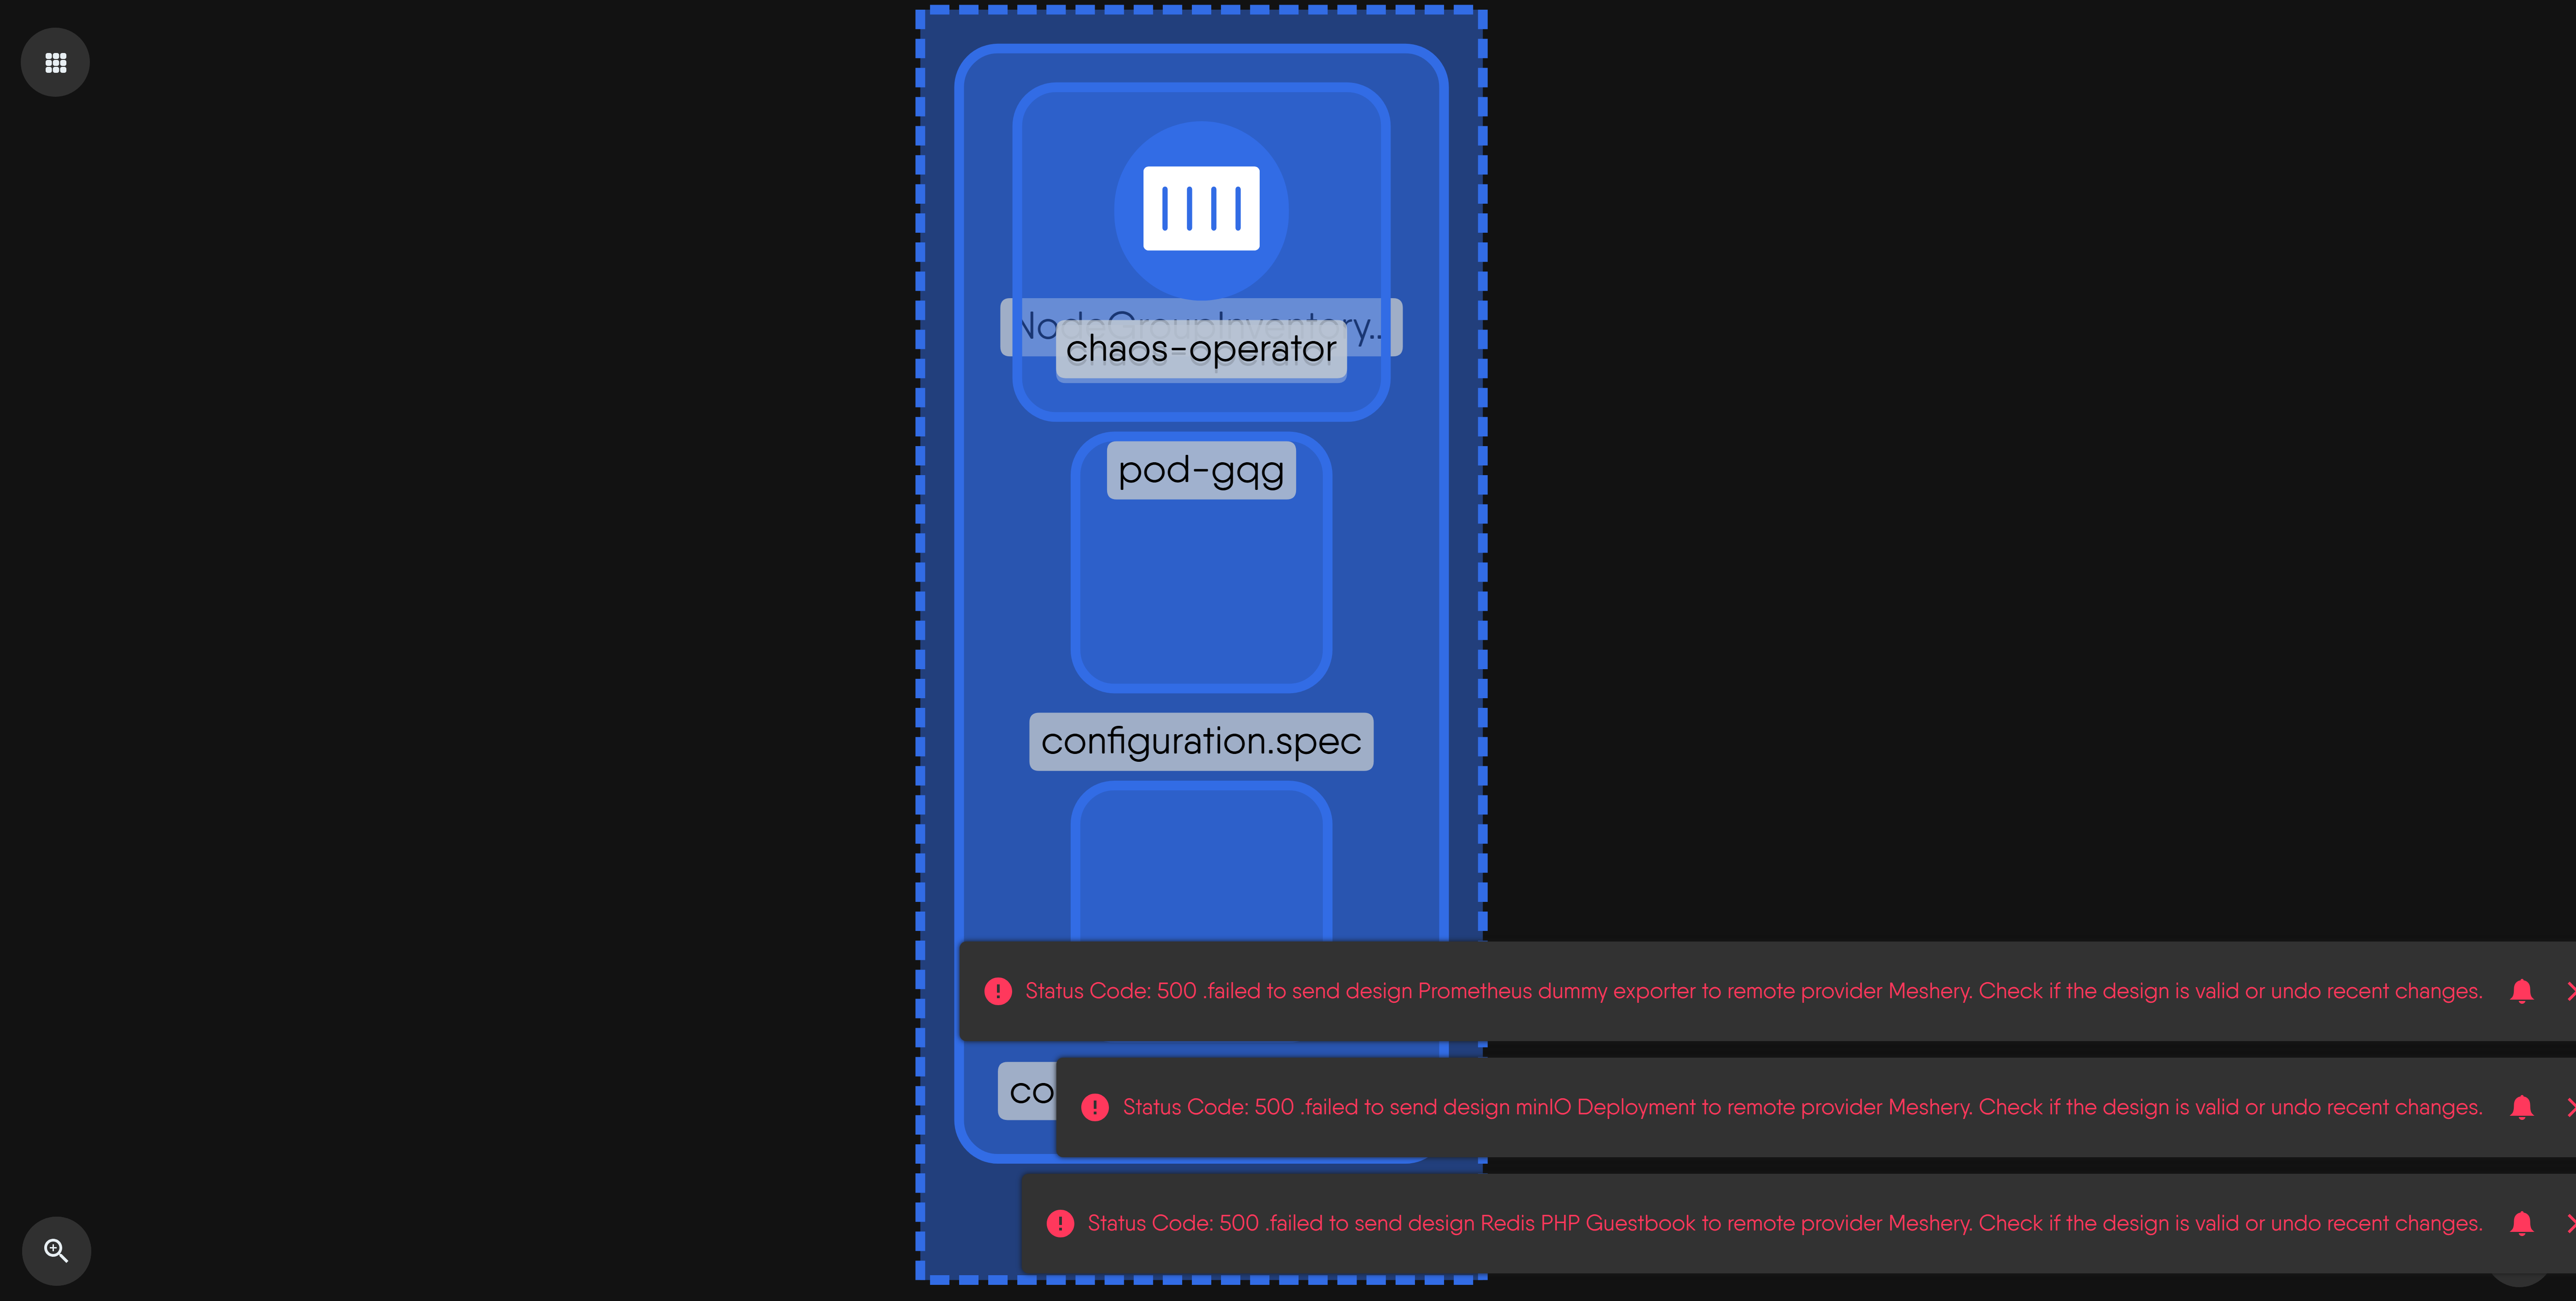 NodeGroupInventory..
chaos-operator
pod-gqg
configuration.spec
Status Code: 500 .failed to send design Prometheus dummy exporter to remote provider Meshery. Check if the design is valid or undo recent changes.
co
Status Code: 500 .failed to send design minIO Deployment to remote provider Meshery. Check if the design is valid or undo recent changes.
Status Code: 500 .failed to send design Redis PHP Guestbook to remote provider Meshery. Check if the design is valid or undo recent changes.